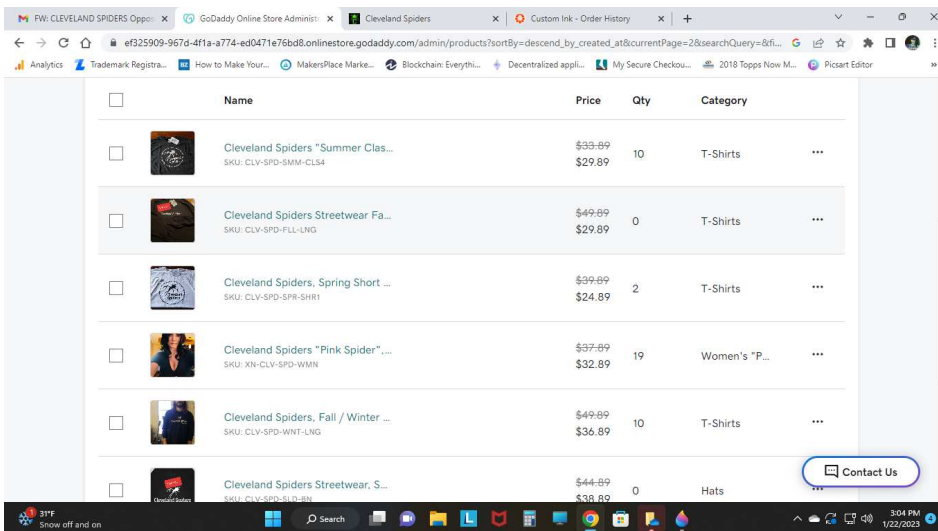 FW: CLEVELAND SPIDERS Oppos
GoDaddy Online Store Administ
Cleveland Spiders
Custom Ink - Order History
ef325909-967d-4f1a-a774-ed0471e76bd8.onlinestore.godaddy.com/admin/products?sortBy=descend_by_created_at&currentPage=2&searchQuery=&fi...
Analytics Trademark Registra... How to Make Your... MakersPlace Marke... Blockchain: Everythi... Decentralized appli... My Secure Checkou... 2018 Topps Now M... Picsart Editor
Name Price Qty Category
Cleveland Spiders "Summer Clas...
SKU: CLV-SPD-SMM-CLS4
$33.89
$29.89
10
T-Shirts
Cleveland Spiders Streetwear Fa...
SKU: CLV-SPD-FLL-LNG
$49.89
$29.89
0
T-Shirts
Cleveland Spiders, Spring Short ...
SKU: CLV-SPD-SPR-SHR1
$39.89
$24.89
2
T-Shirts
Cleveland Spiders "Pink Spider",...
SKU: XN-CLV-SPD-WMN
$37.89
$32.89
19
Women's "P...
Cleveland Spiders, Fall / Winter ...
SKU: CLV-SPD-WNT-LNG
$49.89
$36.89
10
T-Shirts
Cleveland Spiders Streetwear, S...
SKU: CLV-SPD-SLD-BN
$44.89
$38.89
0
Hats
Contact Us
31°F
Snow off and on
Search
3:04 PM
1/22/2023